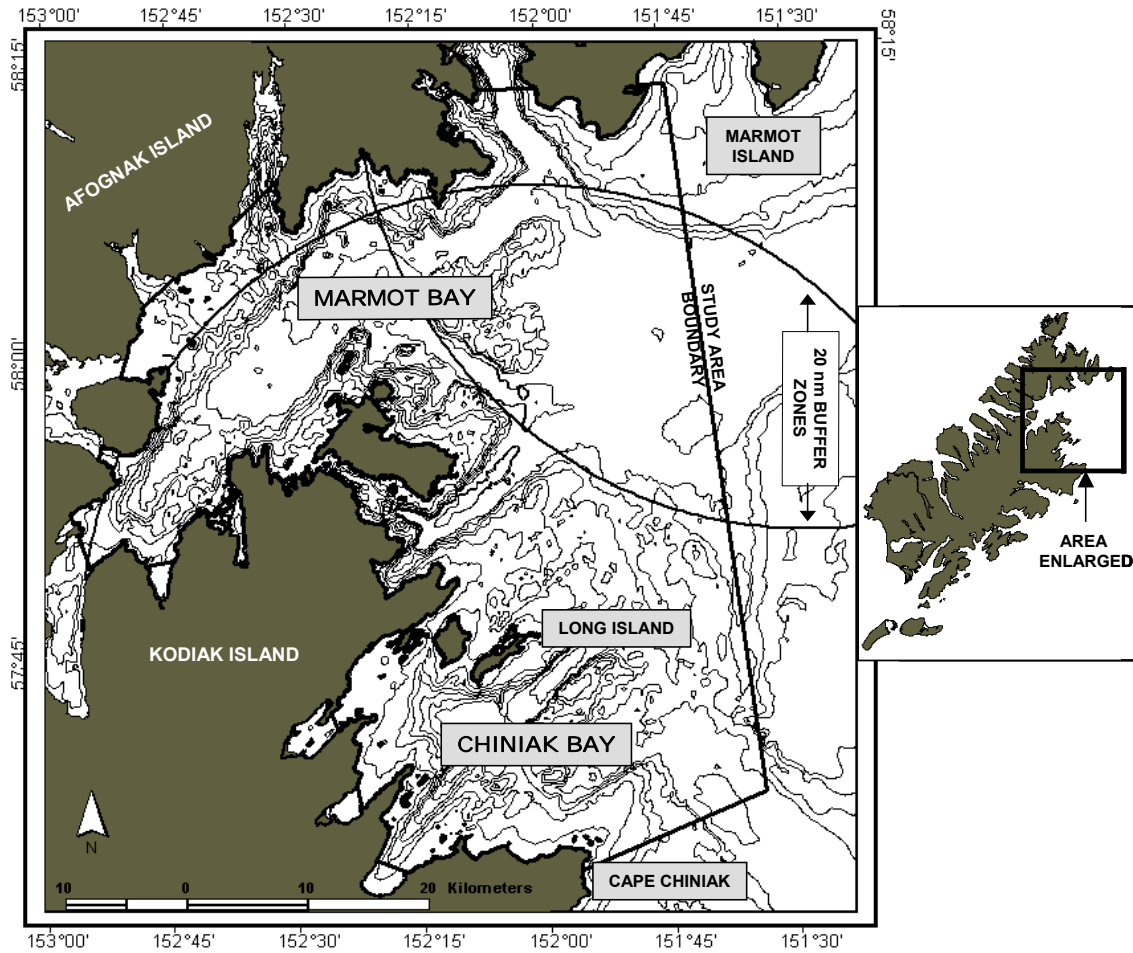 153°00' 152°45' 152°30' 152°15' 152°00' 151°45' 151°30'
58°15'
58°15'
AFOGNAK ISLAND
MARMOT
ISLAND
MARMOT BAY
STUDY AREA
BOUNDARY
20 nm BUFFER
ZONES
58°00'
AREA
ENLARGED
57°45'
KODIAK ISLAND
LONG ISLAND
CHINIAK BAY
N
CAPE CHINIAK
10 0 10 20 Kilometers
153°00' 152°45' 152°30' 152°15' 152°00' 151°45' 151°30'